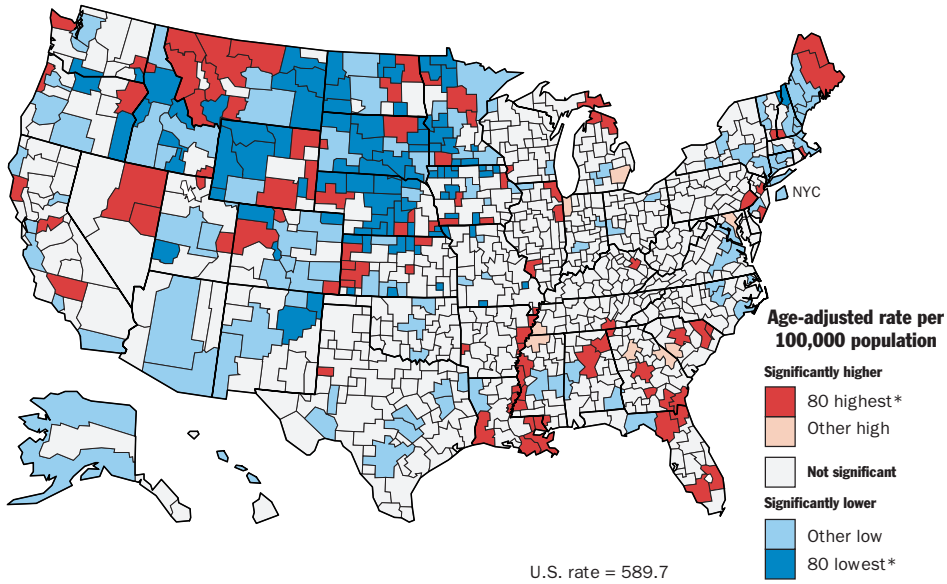 NYC
Age-adjusted rate per
100,000 population
Significantly higher
80 highest*
Other high
Not significant
Significantly lower
Other low
80 lowest*
U.S. rate = 589.7